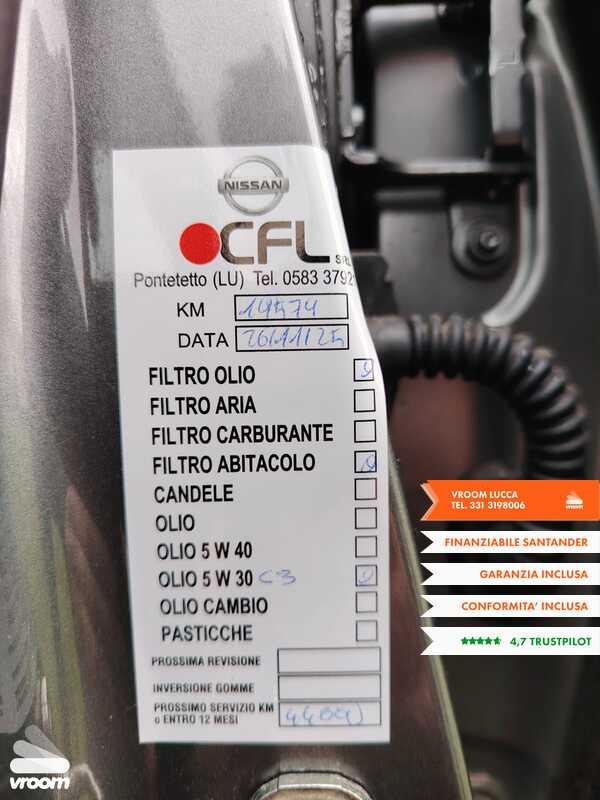 NISSAN
CFL SRL
Pontetetto (LU) Tel. 0583 3792
KM 14574
DATA 26/11/25
FILTRO OLIO
FILTRO ARIA
FILTRO CARBURANTE
FILTRO ABITACOLO
CANDELE
OLIO
OLIO 5 W 40
OLIO 5 W 30 C3
OLIO CAMBIO
PASTICCHE
PROSSIMA REVISIONE
INVERSIONE GOMME
PROSSIMO SERVIZIO KM
o ENTRO 12 MESI
VROOM LUCCA
TEL. 331 3198006
vroom
FINANZIABILE SANTANDER
GARANZIA INCLUSA
CONFORMITA' INCLUSA
4,7 TRUSTPILOT
vroom